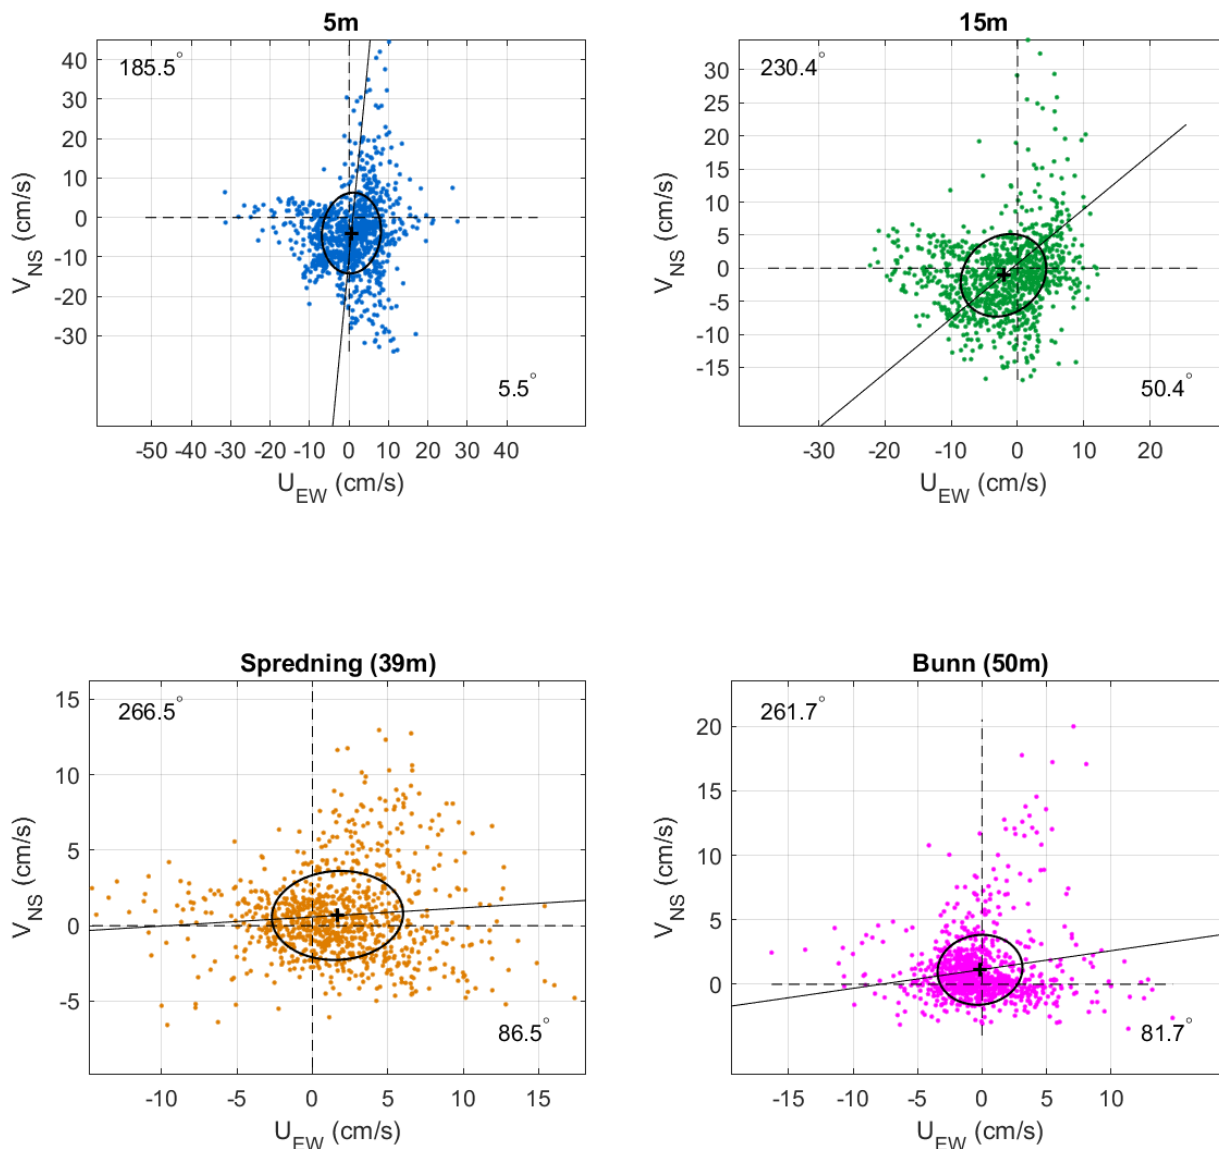 5m
185.5°
40
30
20
10
0
-10
-20
-30
V_NS (cm/s)
5.5°
-50 -40 -30 -20 -10 0 10 20 30 40
U_EW (cm/s)
15m
230.4°
30
25
20
15
10
5
0
-5
-10
-15
V_NS (cm/s)
50.4°
-30 -20 -10 0 10 20
U_EW (cm/s)
Spredning (39m)
266.5°
15
10
5
0
-5
V_NS (cm/s)
86.5°
-10 -5 0 5 10 15
U_EW (cm/s)
Bunn (50m)
261.7°
20
15
10
5
0
V_NS (cm/s)
81.7°
-15 -10 -5 0 5 10 15
U_EW (cm/s)